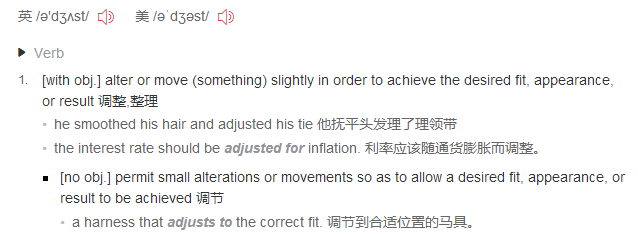 英 /ə'dʒʌst/ 美 /əˈdʒəst/
Verb
1. [with obj.] alter or move (something) slightly in order to achieve the desired fit, appearance,
or result 调整,整理
• he smoothed his hair and adjusted his tie 他抚平头发理了理领带
• the interest rate should be adjusted for inflation. 利率应该随通货膨胀而调整。
■ [no obj.] permit small alterations or movements so as to allow a desired fit, appearance, or
result to be achieved 调节
• a harness that adjusts to the correct fit. 调节到合适位置的马具。